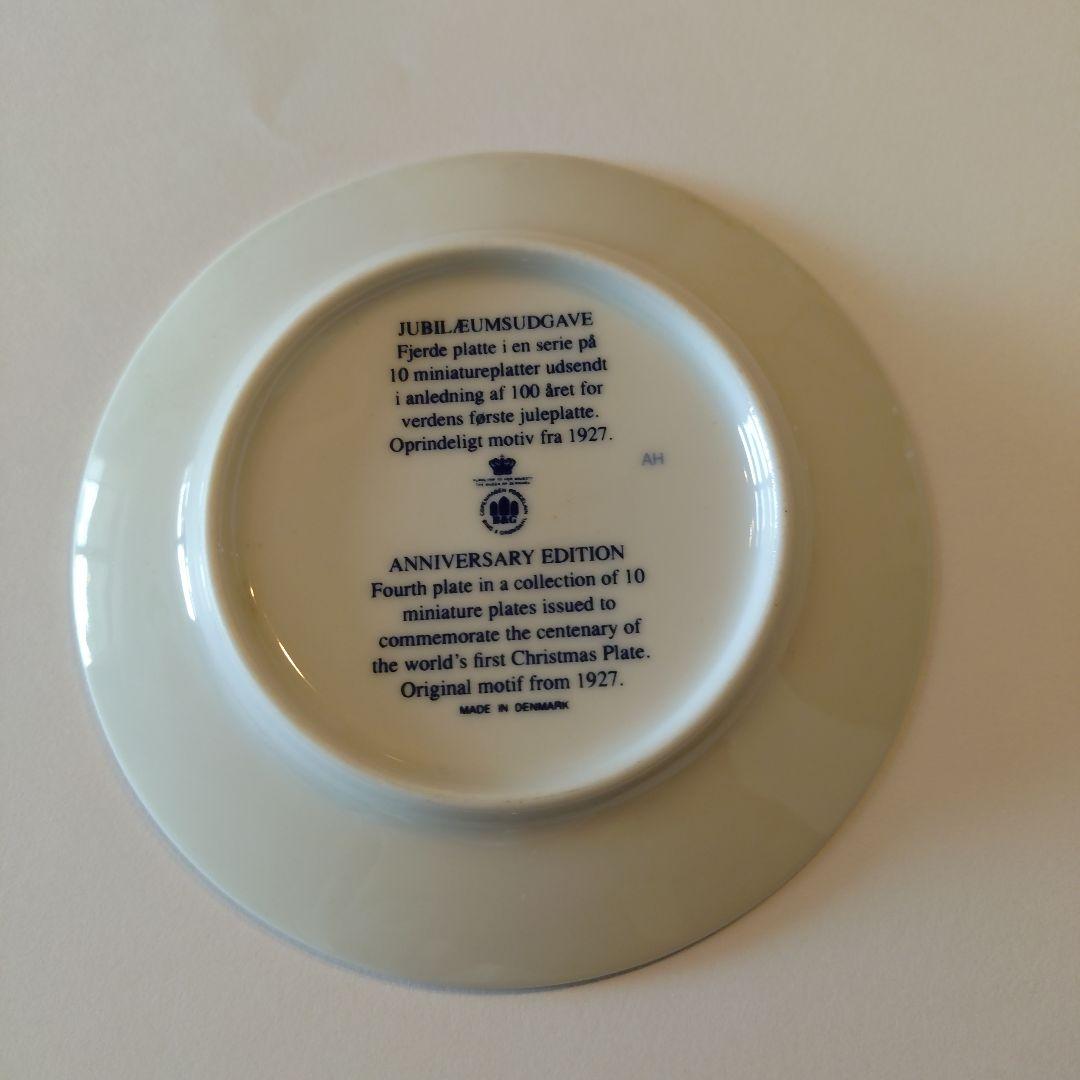 JUBILÆUMSUDGAVE
Fjerde platte i en serie på
10 miniatureplatter udsendt
i anledning af 100 året for
verdens første juleplatte.
Oprindeligt motiv fra 1927.
AH
COPENHAGEN PORCELAIN
B&G
ANNIVERSARY EDITION
Fourth plate in a collection of 10
miniature plates issued to
commemorate the centenary of
the world's first Christmas Plate.
Original motif from 1927.
MADE IN DENMARK